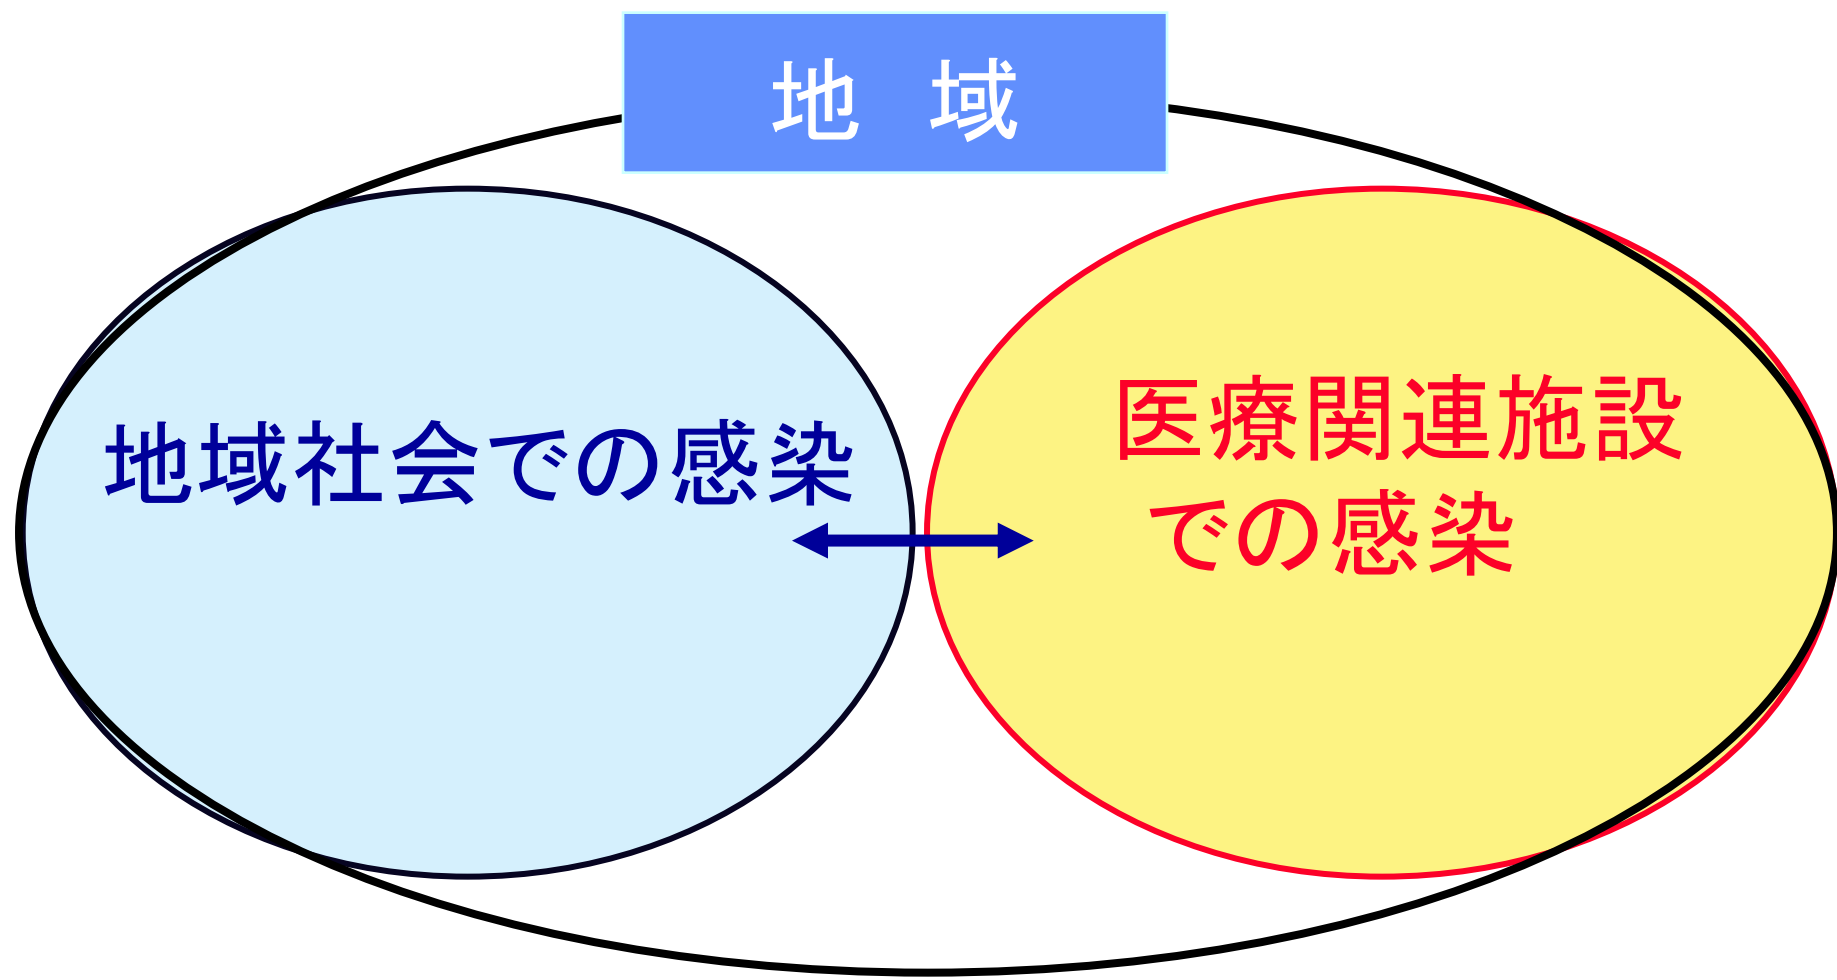 地　域
地域社会での感染
医療関連施設
での感染